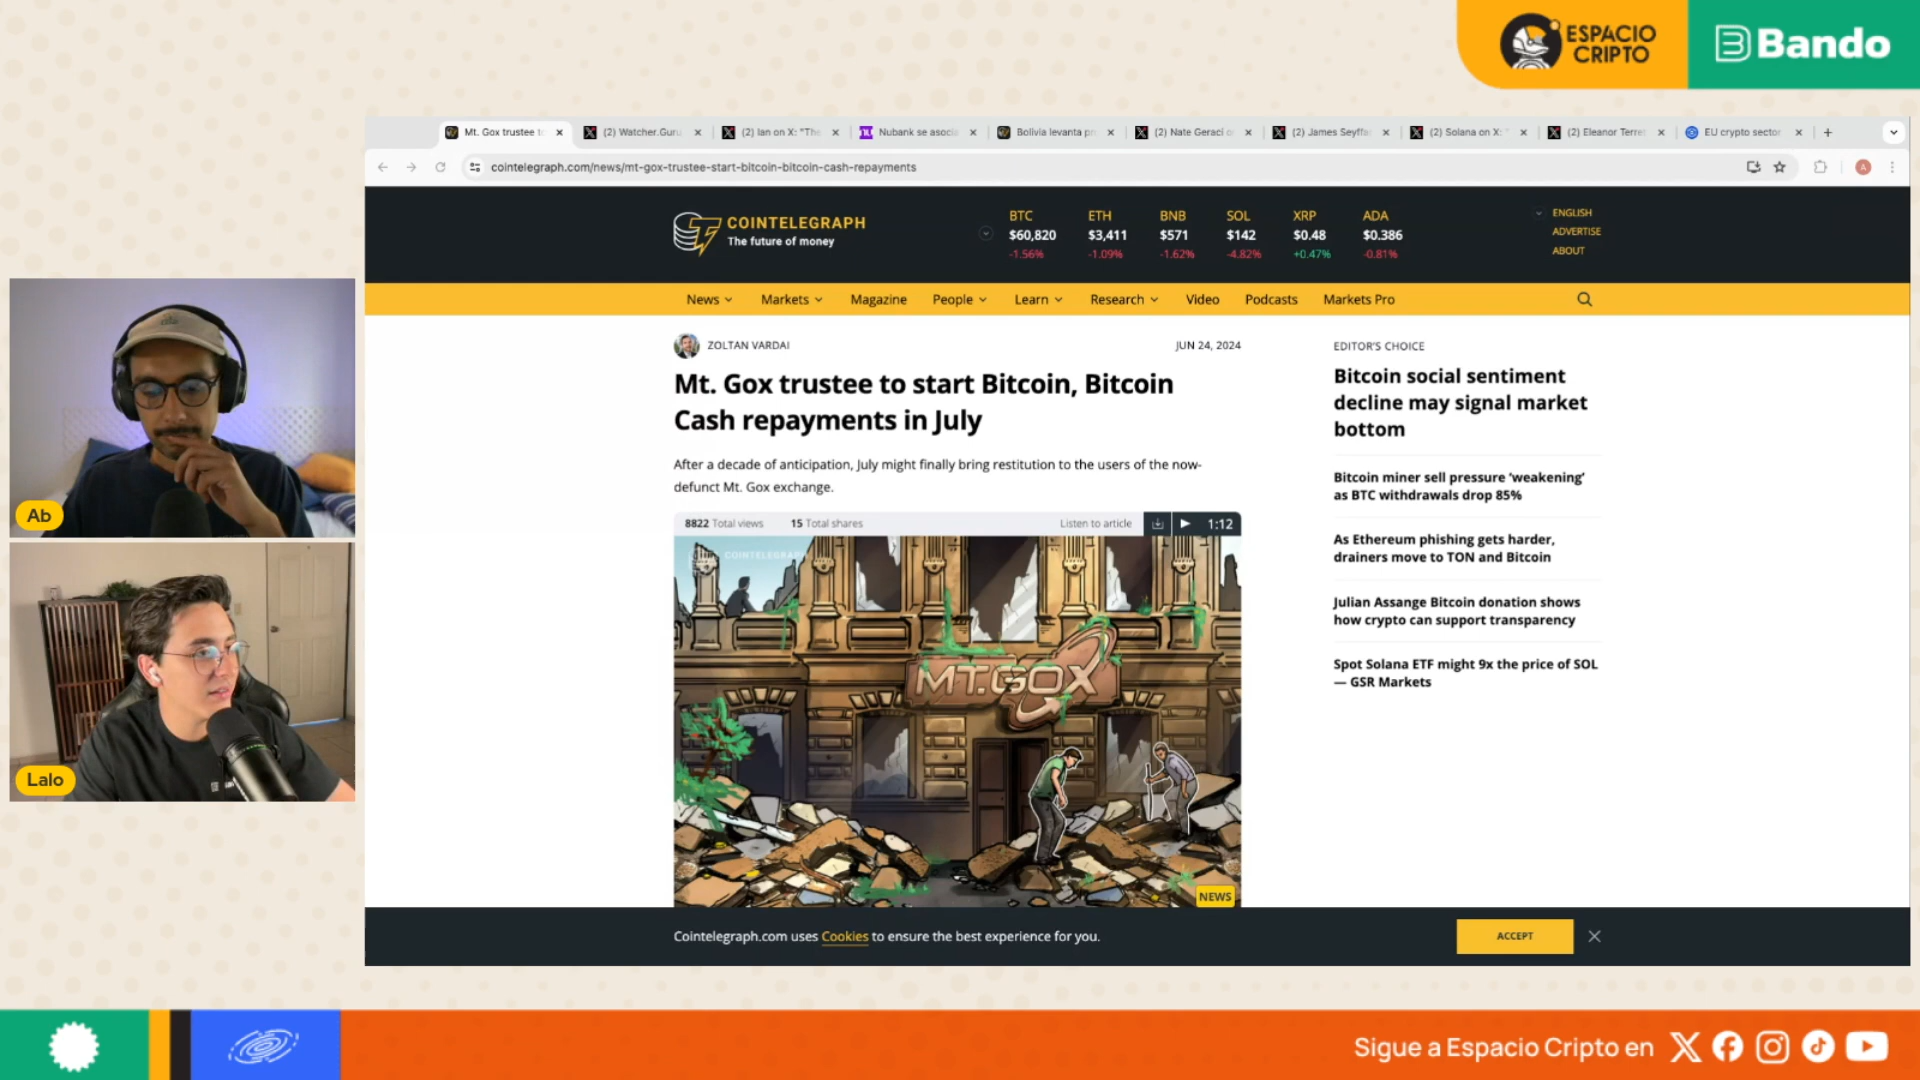 ESPACIO
CRIPTO
Bando
Mt. Gox trustee to
(2) Watcher.Guru
(2) Ian on X: "The
Nubank se asocia
Bolivia levanta pr
(2) Nate Geraci o
(2) James Seyffa
(2) Solana on X: "
(2) Eleanor Terret
EU crypto sector
cointelegraph.com/news/mt-gox-trustee-start-bitcoin-bitcoin-cash-repayments
A
COINTELEGRAPH
The future of money
BTC ETH BNB SOL XRP ADA
$60,820 $3,411 $571 $142 $0.48 $0.386
-1.56% -1.09% -1.62% -4.82% +0.47% -0.81%
ENGLISH
ADVERTISE
ABOUT
News Markets Magazine People Learn Research Video Podcasts Markets Pro
ZOLTAN VARDAI JUN 24, 2024
Mt. Gox trustee to start Bitcoin, Bitcoin
Cash repayments in July
After a decade of anticipation, July might finally bring restitution to the users of the now-
defunct Mt. Gox exchange.
8822 Total views 15 Total shares Listen to article 1:12
COINTELEGRAPH
MT.GOX
NEWS
EDITOR'S CHOICE
Bitcoin social sentiment
decline may signal market
bottom
Bitcoin miner sell pressure ‘weakening’
as BTC withdrawals drop 85%
As Ethereum phishing gets harder,
drainers move to TON and Bitcoin
Julian Assange Bitcoin donation shows
how crypto can support transparency
Spot Solana ETF might 9x the price of SOL
— GSR Markets
Ab
Lalo
Cointelegraph.com uses Cookies to ensure the best experience for you.
ACCEPT
Sigue a Espacio Cripto en